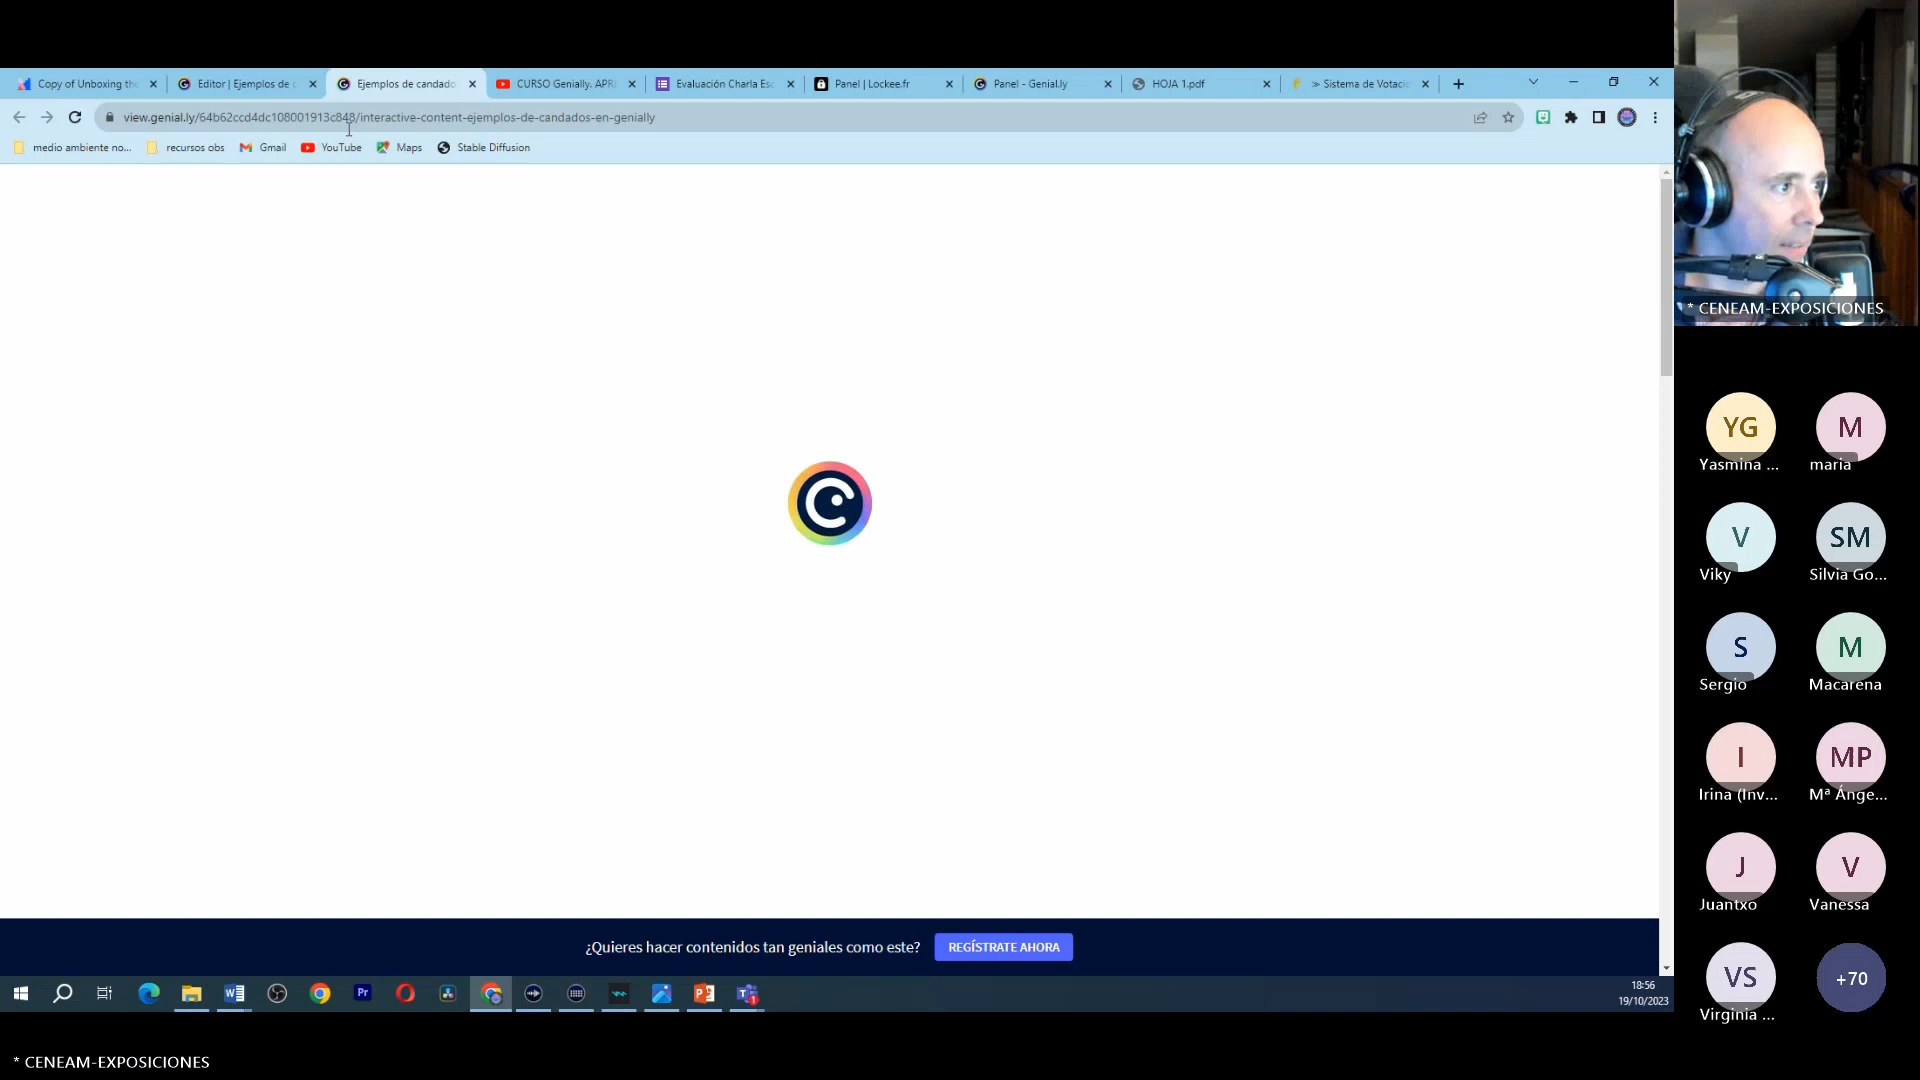 Copy of Unboxing the
Editor | Ejemplos de c
Ejemplos de candado
CURSO Genially. APR
Evaluación Charla Esc
Panel | Lockee.fr
Panel - Genial.ly
HOJA 1.pdf
≫ Sistema de Votació
view.genial.ly/64b62ccd4dc108001913c848/interactive-content-ejemplos-de-candados-en-genially
medio ambiente no...
recursos obs
Gmail
YouTube
Maps
Stable Diffusion
* CENEAM-EXPOSICIONES
YG
Yasmina ...
M
maria
V
Viky
SM
Silvia Go...
S
Sergio
M
Macarena
I
Irina (Inv...
MP
Mª Ánge...
J
Juantxo
V
Vanessa
VS
Virginia ...
+70
¿Quieres hacer contenidos tan geniales como este?
REGÍSTRATE AHORA
Pr
18:56
19/10/2023
* CENEAM-EXPOSICIONES